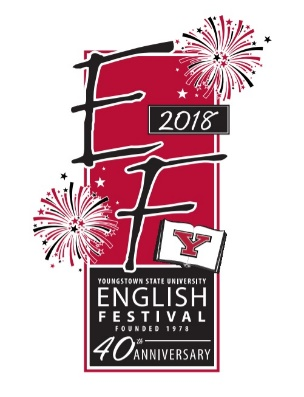 E
2018
F
Y
YOUNGSTOWN STATE UNIVERSITY
ENGLISH
FESTIVAL
FOUNDED 1978
40th ANNIVERSARY